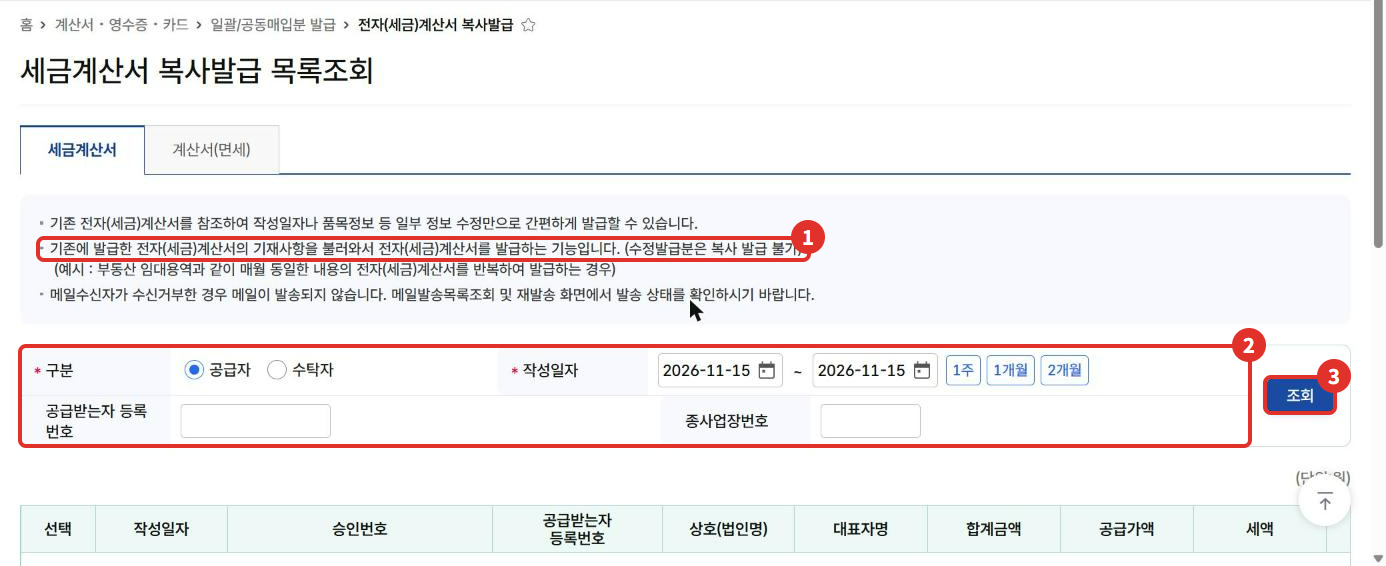 홈 > 계산서 · 영수증 · 카드 > 일괄/공동매입분 발급 > 전자(세금)계산서 복사발급
세금계산서 복사발급 목록조회
세금계산서 계산서(면세)
기존 전자(세금)계산서를 참조하여 작성일자나 품목정보 등 일부 정보 수정만으로 간편하게 발급할 수 있습니다.
기존에 발급한 전자(세금)계산서의 기재사항을 불러와서 전자(세금)계산서를 발급하는 기능입니다. (수정발급분은 복사 발급 불가) 1
(예시 : 부동산 임대용역과 같이 매월 동일한 내용의 전자(세금)계산서를 반복하여 발급하는 경우)
메일수신자가 수신거부한 경우 메일이 발송되지 않습니다. 메일발송목록조회 및 재발송 화면에서 발송 상태를 확인하시기 바랍니다.
2
* 구분 공급자 수탁자 * 작성일자 2026-11-15 ~ 2026-11-15 1주 1개월 2개월
3
조회
공급받는자 등록
번호
종사업장번호
선택 작성일자 승인번호 공급받는자 등록번호 상호(법인명) 대표자명 합계금액 공급가액 세액